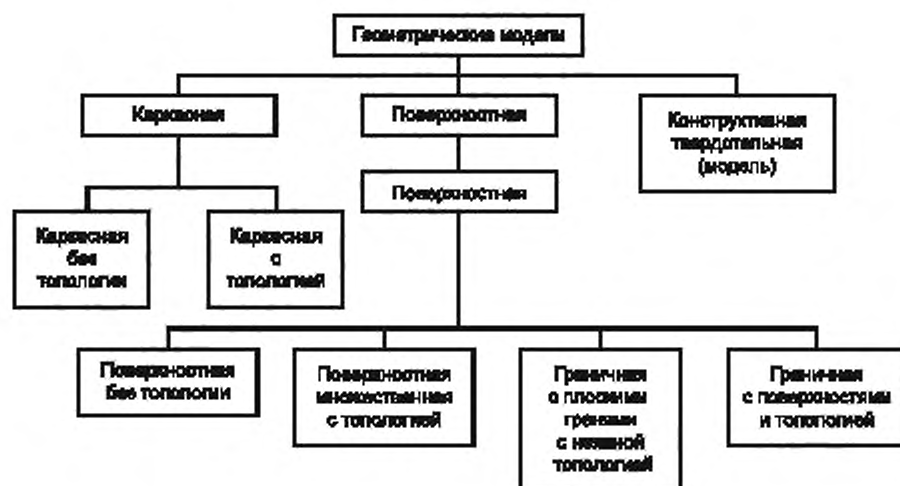 Геометрические модели
Каркасная
Поверхностная
Конструктивная
твердотельная
(модель)
Поверхностная
Каркасная
без
топологии
Каркасная
с
топологией
Поверхностная
без топологии
Поверхностная
множественная
с топологией
Граничная
с плоскими
гранями
с неявной
топологией
Граничная
с поверхностями
и топологией